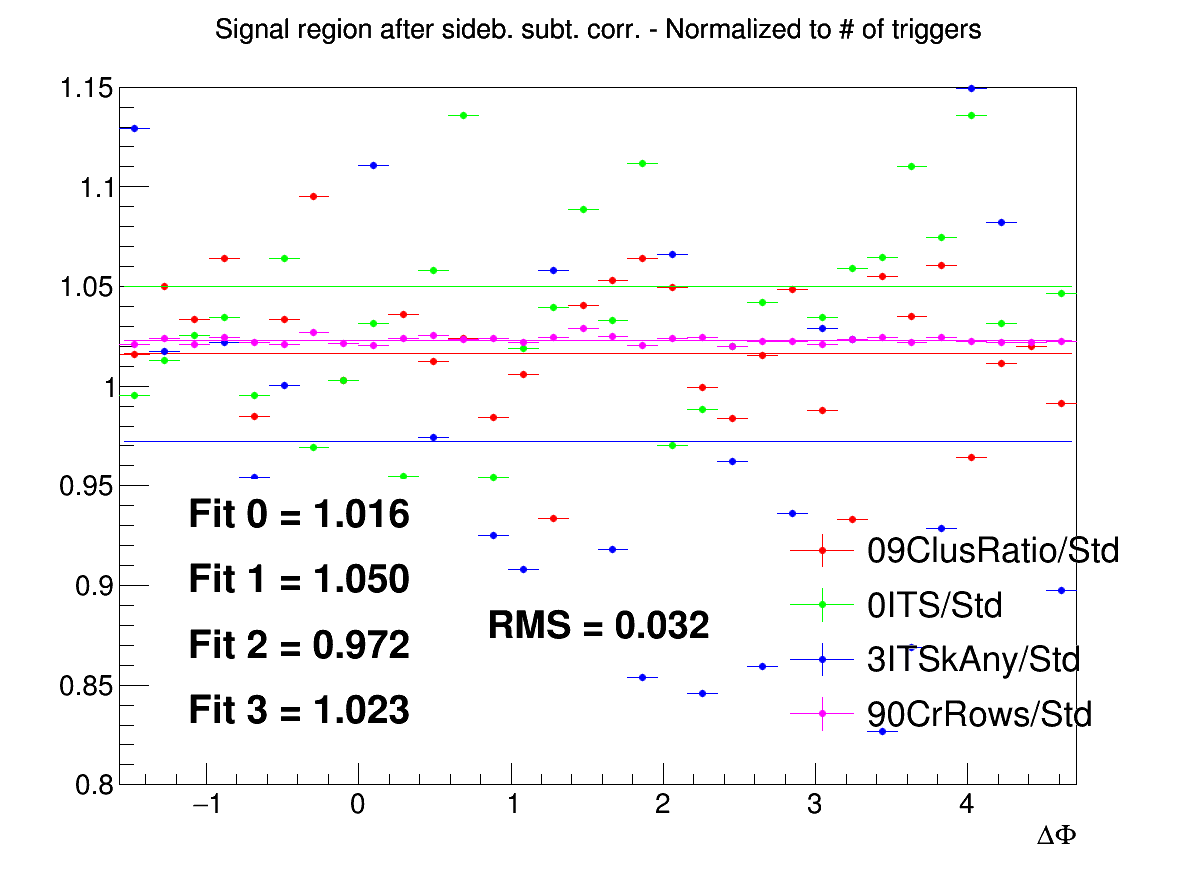 Signal region after sideb. subt. corr. - Normalized to # of triggers
1.15
1.1
1.05
1
0.95
0.9
0.85
0.8
Fit 0 = 1.016
Fit 1 = 1.050
Fit 2 = 0.972
Fit 3 = 1.023
RMS = 0.032
09ClusRatio/Std
0ITS/Std
3ITSkAny/Std
90CrRows/Std
−1 0 1 2 3 4
ΔΦ